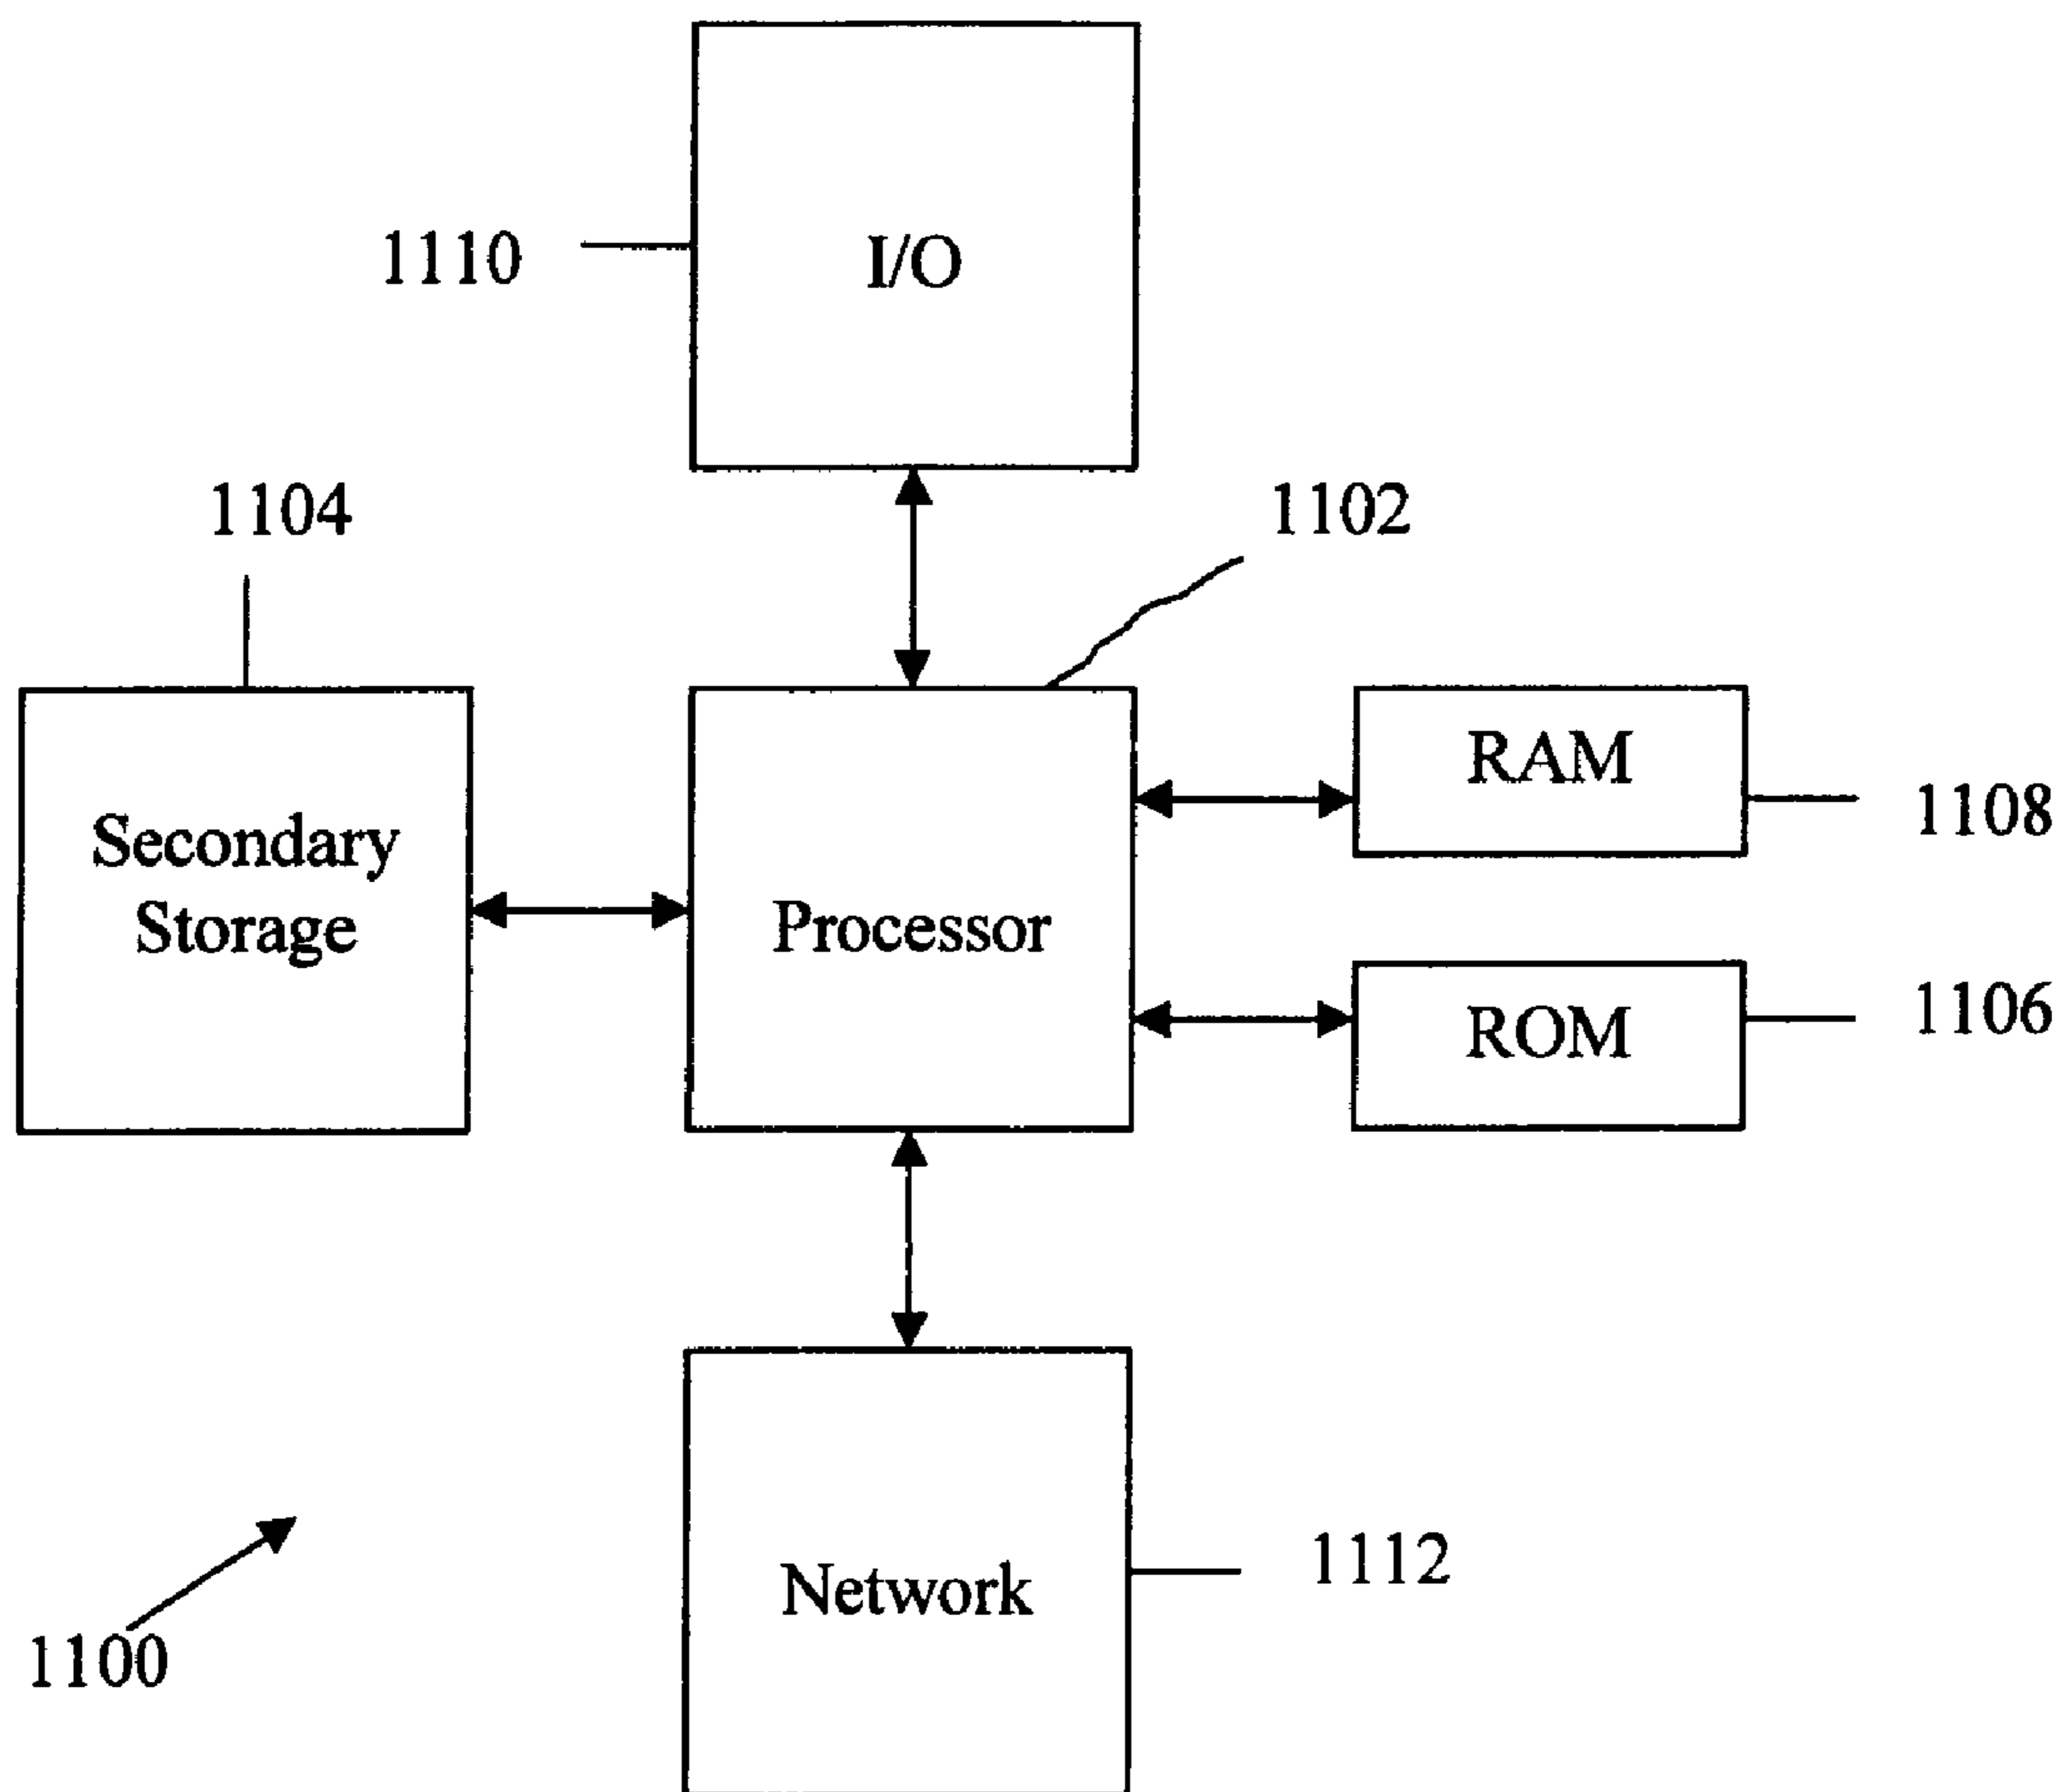 1110
I/O
1104
1102
RAM
1108
Secondary
Storage
Processor
1106
ROM
Network
1112
1100